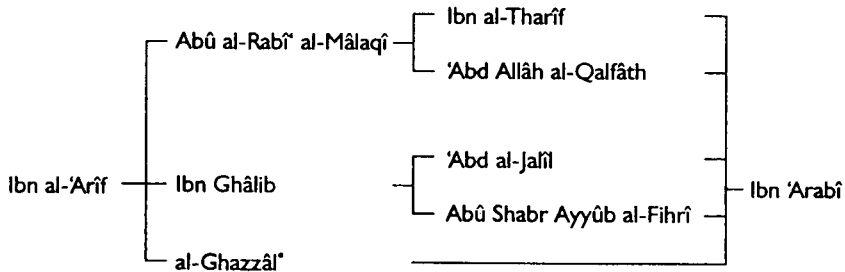 Ibn al-Tharîf
Abû al-Rabî‘ al-Mâlaqî
‘Abd Allâh al-Qalfâth
‘Abd al-Jalîl
Ibn al-‘Arîf
Ibn Ghâlib
Ibn ‘Arabî
Abû Shabr Ayyûb al-Fihrî
al-Ghazzâl*